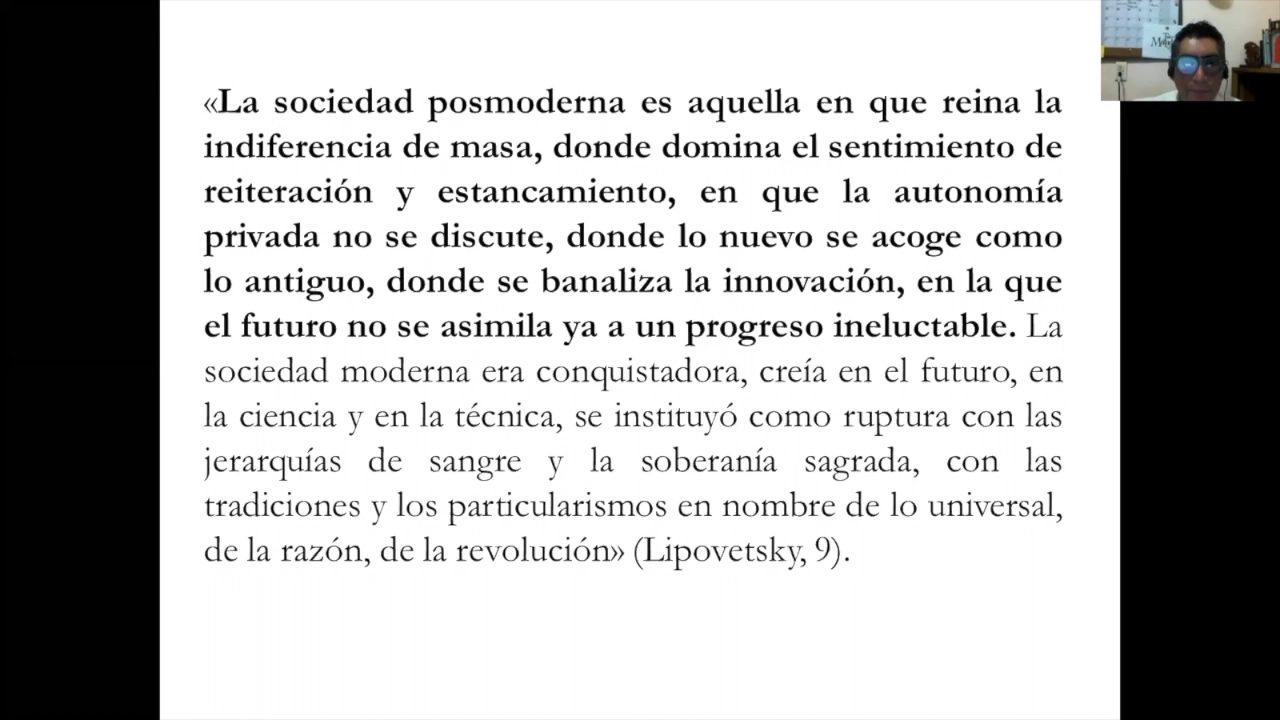 «La sociedad posmoderna es aquella en que reina la
indiferencia de masa, donde domina el sentimiento de
reiteración y estancamiento, en que la autonomía
privada no se discute, donde lo nuevo se acoge como
lo antiguo, donde se banaliza la innovación, en la que
el futuro no se asimila ya a un progreso ineluctable. La
sociedad moderna era conquistadora, creía en el futuro, en
la ciencia y en la técnica, se instituyó como ruptura con las
jerarquías de sangre y la soberanía sagrada, con las
tradiciones y los particularismos en nombre de lo universal,
de la razón, de la revolución» (Lipovetsky, 9).